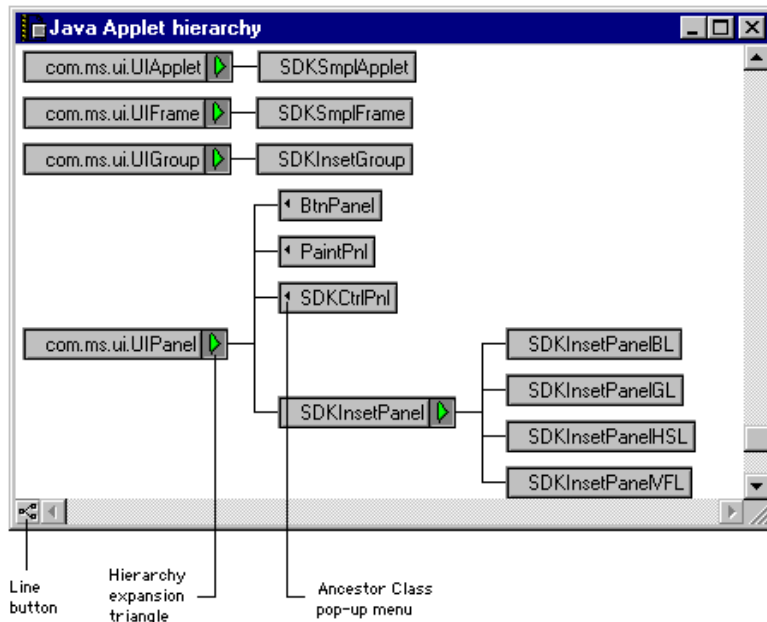 Java Applet hierarchy
com.ms.ui.UIApplet
SDKSmplApplet
com.ms.ui.UIFrame
SDKSmplFrame
com.ms.ui.UIGroup
SDKInsetGroup
BtnPanel
PaintPnl
SDKCtrlPnl
com.ms.ui.UIPanel
SDKInsetPanelBL
SDKInsetPanelGL
SDKInsetPanel
SDKInsetPanelHSL
SDKInsetPanelVFL
Line
button
Hierarchy
expansion
triangle
Ancestor Class
pop-up menu